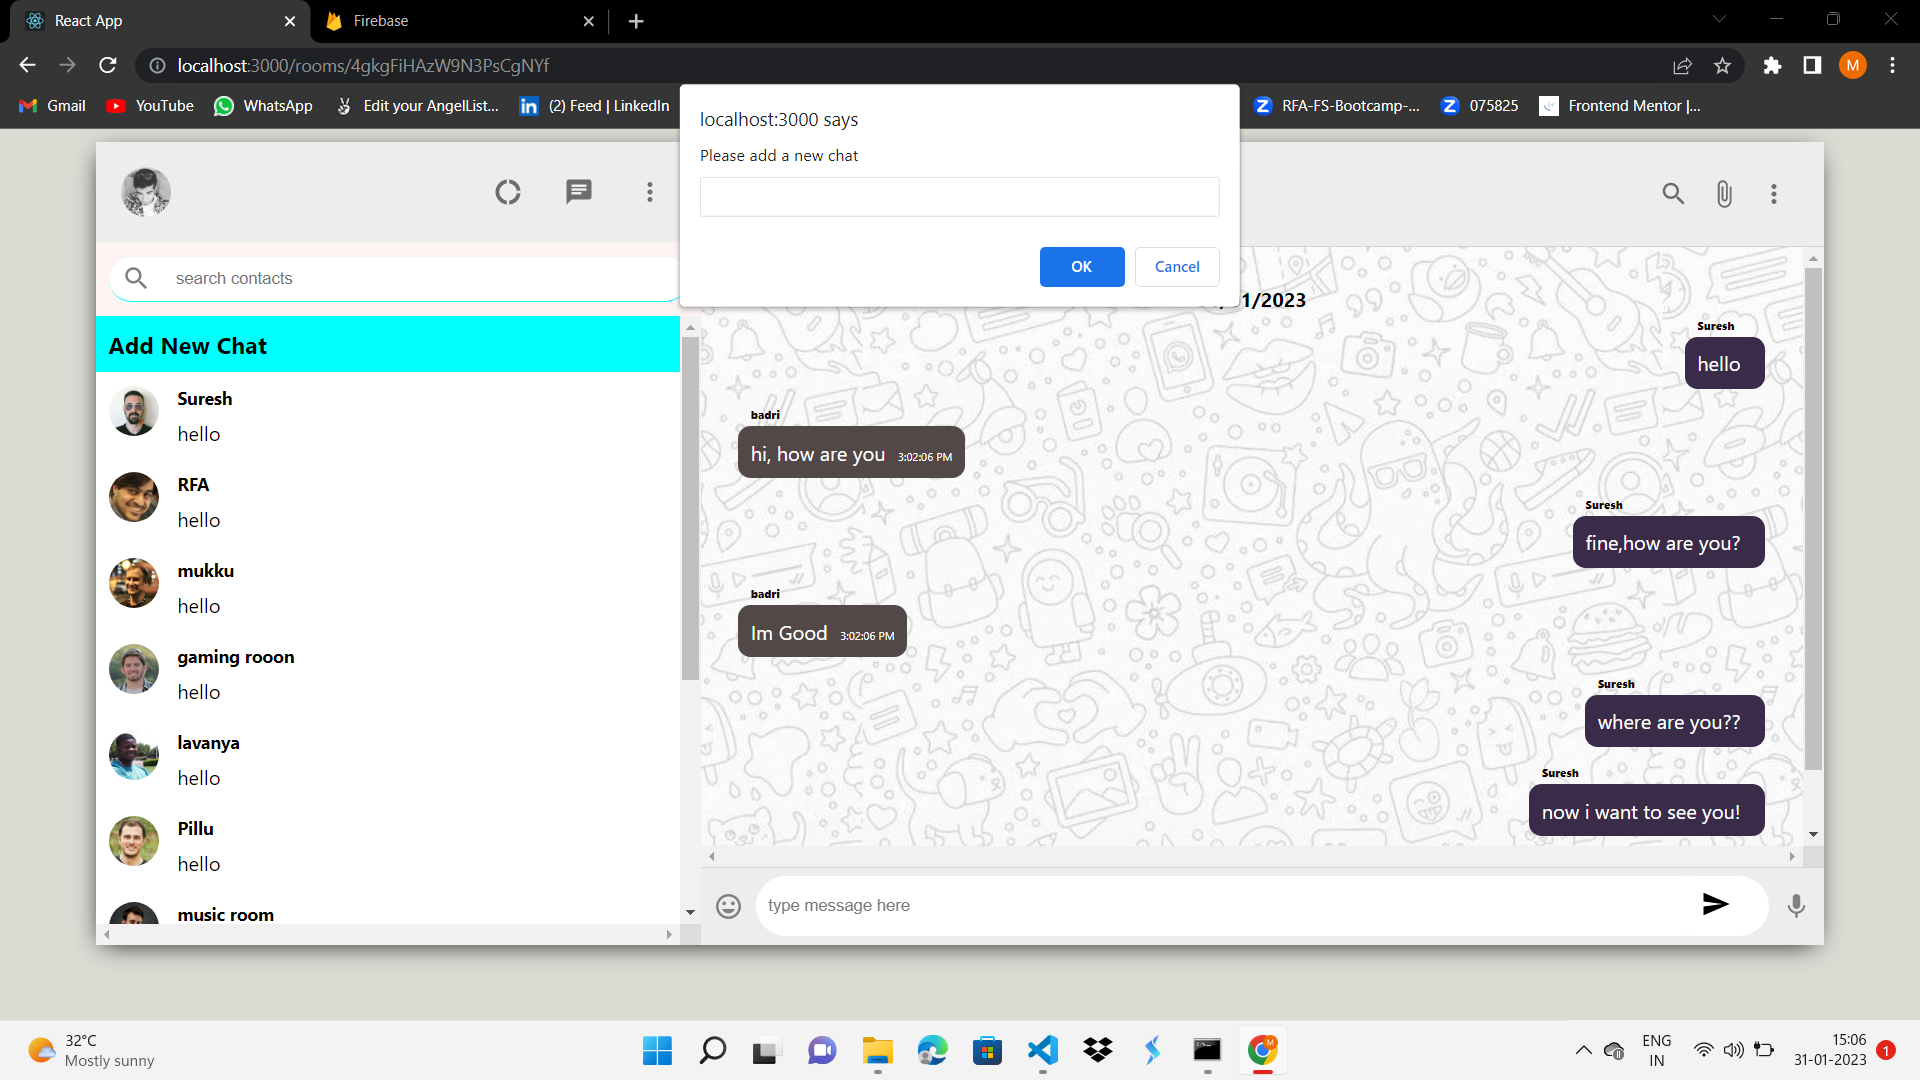 React App
Firebase
localhost:3000/rooms/4gkgFiHAzW9N3PsCgNYf
M
Gmail
YouTube
WhatsApp
Edit your AngelList...
(2) Feed | LinkedIn
RFA-FS-Bootcamp-...
075825
Frontend Mentor |...
localhost:3000 says
Please add a new chat
OK
Cancel
search contacts
Add New Chat
Suresh
hello
RFA
hello
mukku
hello
gaming rooon
hello
lavanya
hello
Pillu
hello
music room
1/2023
Suresh
hello
badri
hi, how are you 3:02:06 PM
Suresh
fine,how are you?
badri
Im Good 3:02:06 PM
Suresh
where are you??
Suresh
now i want to see you!
type message here
32°C
Mostly sunny
ENG
IN
15:06
31-01-2023
1